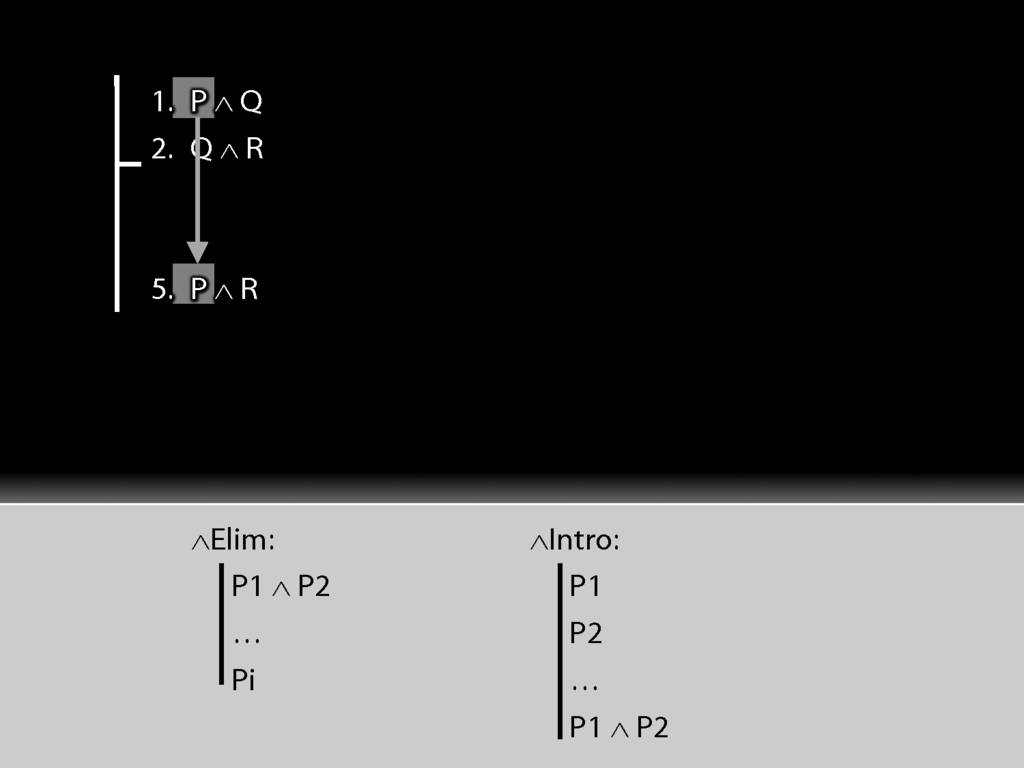 1. P ∧ Q
2. Q ∧ R
5. P ∧ R
∧Elim:
P1 ∧ P2
...
Pi
∧Intro:
P1
P2
...
P1 ∧ P2